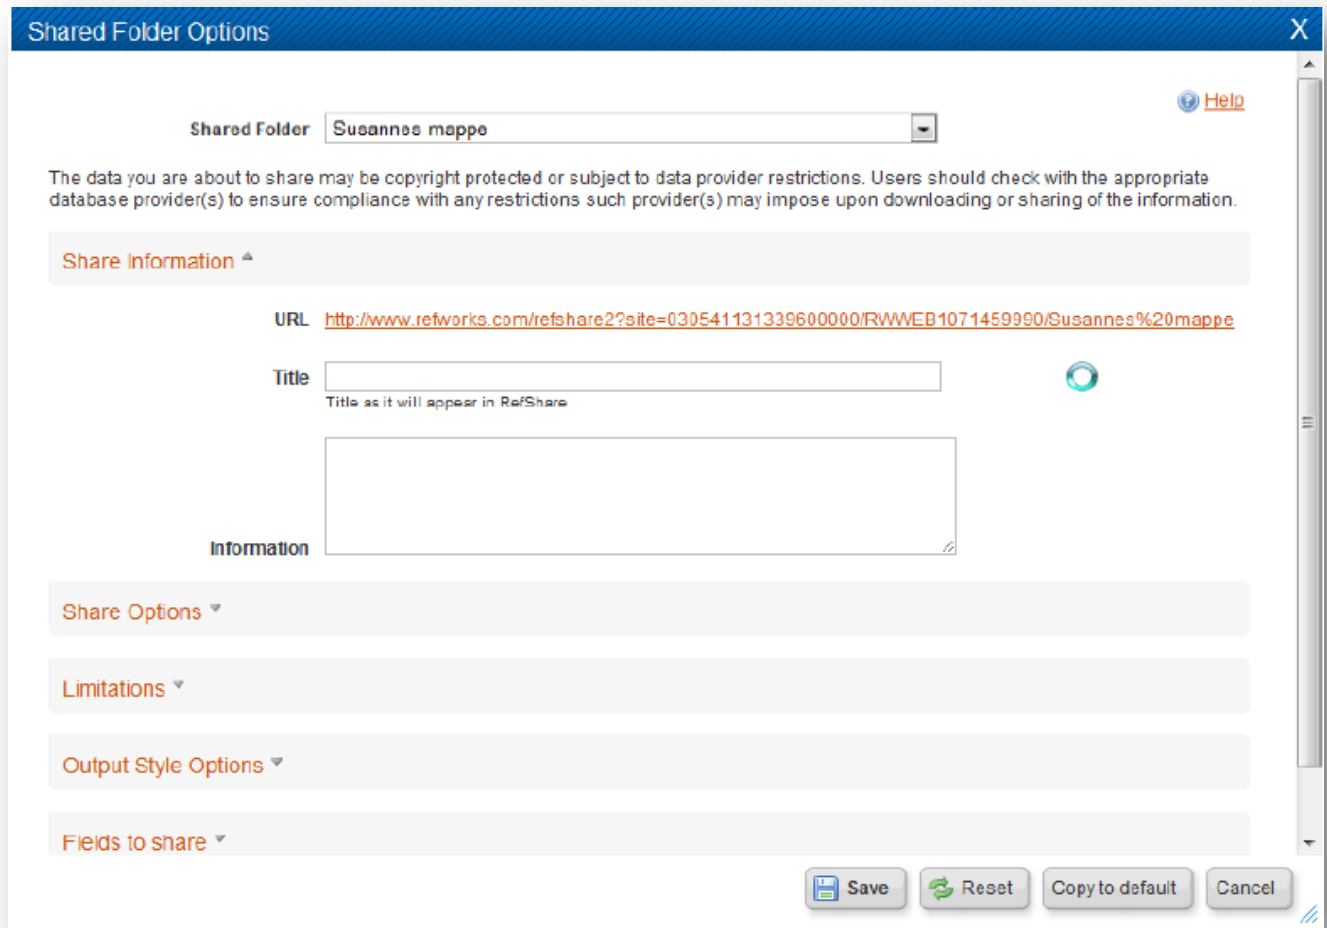 Shared Folder Options X
Help
Shared Folder Susannes mappe
The data you are about to share may be copyright protected or subject to data provider restrictions. Users should check with the appropriate
database provider(s) to ensure compliance with any restrictions such provider(s) may impose upon downloading or sharing of the information.
Share Information
URL http://www.refworks.com/refshare2?site=030541131339600000/RWWEB1071459990/Susannes%20mappe
Title
Title as it will appear in RefShare
Information
Share Options
Limitations
Output Style Options
Fields to share
Save Reset Copy to default Cancel